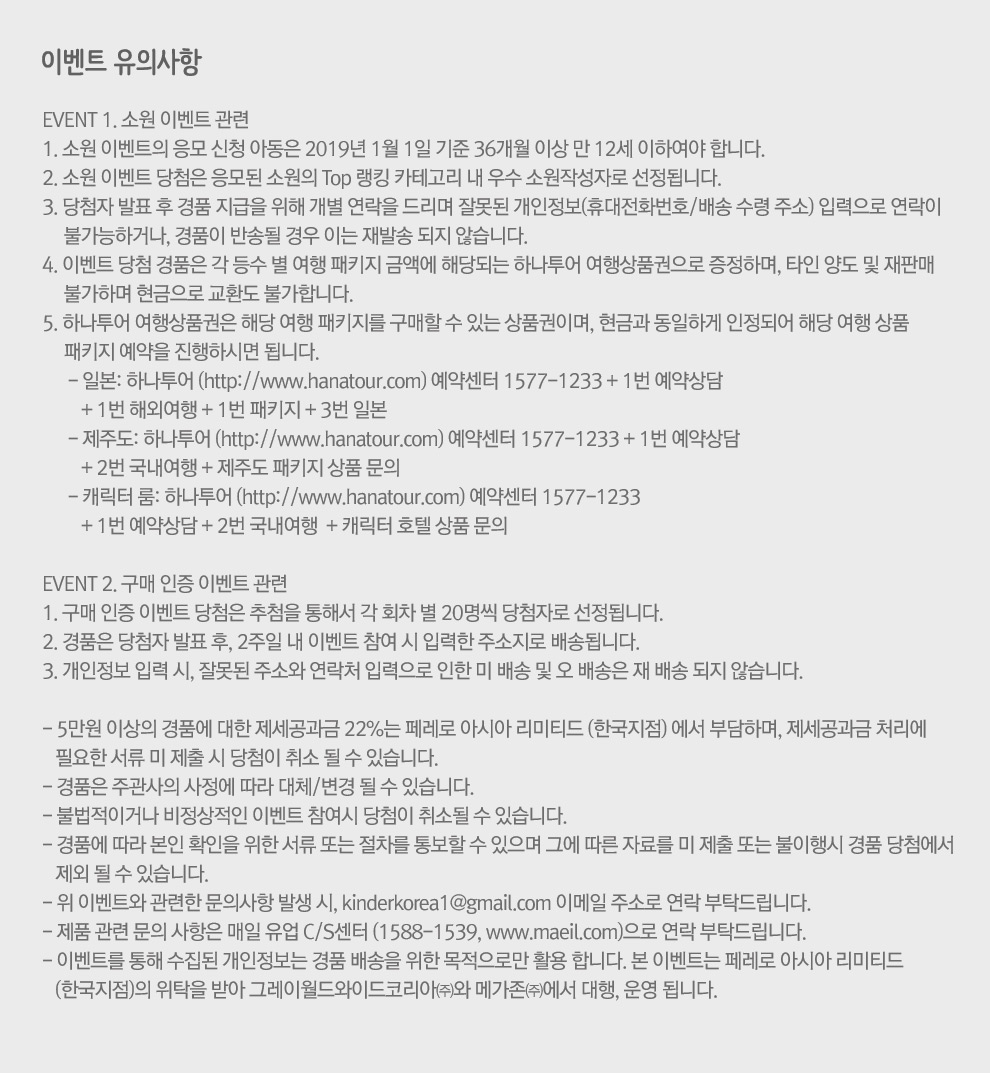 이벤트 유의사항
EVENT 1. 소원 이벤트 관련
1. 소원 이벤트의 응모 신청 아동은 2019년 1월 1일 기준 36개월 이상 만 12세 이하여야 합니다.
2. 소원 이벤트 당첨은 응모된 소원의 Top 랭킹 카테고리 내 우수 소원작성자로 선정됩니다.
3. 당첨자 발표 후 경품 지급을 위해 개별 연락을 드리며 잘못된 개인정보(휴대전화번호/배송 수령 주소) 입력으로 연락이
불가능하거나, 경품이 반송될 경우 이는 재발송 되지 않습니다.
4. 이벤트 당첨 경품은 각 등수 별 여행 패키지 금액에 해당되는 하나투어 여행상품권으로 증정하며, 타인 양도 및 재판매
불가하며 현금으로 교환도 불가합니다.
5. 하나투어 여행상품권은 해당 여행 패키지를 구매할 수 있는 상품권이며, 현금과 동일하게 인정되어 해당 여행 상품
패키지 예약을 진행하시면 됩니다.
- 일본: 하나투어 (http://www.hanatour.com) 예약센터 1577-1233 + 1번 예약상담
+ 1번 해외여행 + 1번 패키지 + 3번 일본
- 제주도: 하나투어 (http://www.hanatour.com) 예약센터 1577-1233 + 1번 예약상담
+ 2번 국내여행 + 제주도 패키지 상품 문의
- 캐릭터 룸: 하나투어 (http://www.hanatour.com) 예약센터 1577-1233
+ 1번 예약상담 + 2번 국내여행 + 캐릭터 호텔 상품 문의
EVENT 2. 구매 인증 이벤트 관련
1. 구매 인증 이벤트 당첨은 추첨을 통해서 각 회차 별 20명씩 당첨자로 선정됩니다.
2. 경품은 당첨자 발표 후, 2주일 내 이벤트 참여 시 입력한 주소지로 배송됩니다.
3. 개인정보 입력 시, 잘못된 주소와 연락처 입력으로 인한 미 배송 및 오 배송은 재 배송 되지 않습니다.
- 5만원 이상의 경품에 대한 제세공과금 22%는 페레로 아시아 리미티드 (한국지점) 에서 부담하며, 제세공과금 처리에
필요한 서류 미 제출 시 당첨이 취소 될 수 있습니다.
- 경품은 주관사의 사정에 따라 대체/변경 될 수 있습니다.
- 불법적이거나 비정상적인 이벤트 참여시 당첨이 취소될 수 있습니다.
- 경품에 따라 본인 확인을 위한 서류 또는 절차를 통보할 수 있으며 그에 따른 자료를 미 제출 또는 불이행시 경품 당첨에서
제외 될 수 있습니다.
- 위 이벤트와 관련한 문의사항 발생 시, kinderkorea1@gmail.com 이메일 주소로 연락 부탁드립니다.
- 제품 관련 문의 사항은 매일 유업 C/S센터 (1588-1539, www.maeil.com)으로 연락 부탁드립니다.
- 이벤트를 통해 수집된 개인정보는 경품 배송을 위한 목적으로만 활용 합니다. 본 이벤트는 페레로 아시아 리미티드
(한국지점)의 위탁을 받아 그레이월드와이드코리아㈜와 메가존㈜에서 대행, 운영 됩니다.